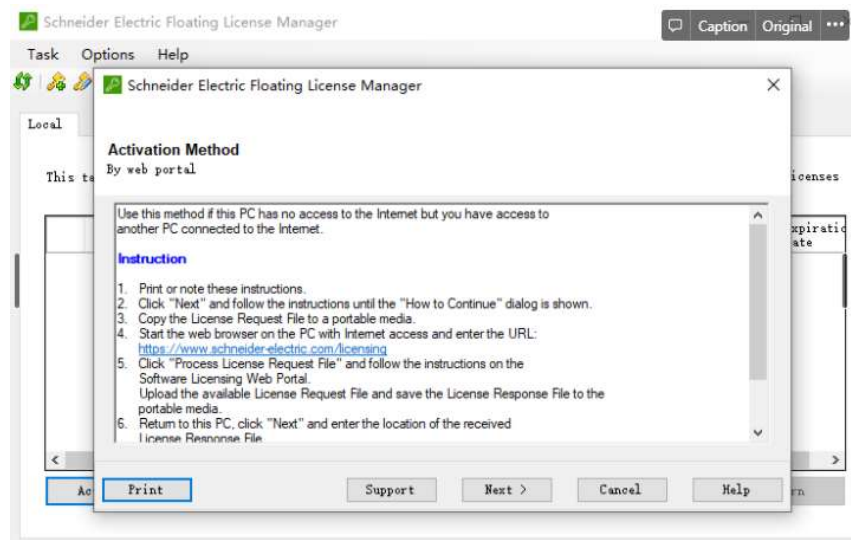 Schneider Electric Floating License Manager
Caption Original
Task Options Help
Schneider Electric Floating License Manager
Local
Activation Method
By web portal
This
icenses
Use this method if this PC has no access to the Internet but you have access to
another PC connected to the Internet.
xpiratio
ate
Instruction
1. Print or note these instructions.
2. Click "Next" and follow the instructions until the "How to Continue" dialog is shown.
3. Copy the License Request File to a portable media.
4. Start the web browser on the PC with Internet access and enter the URL:
https://www.schneider-electric.com/licensing
5. Click "Process License Request File" and follow the instructions on the
Software Licensing Web Portal.
Upload the available License Request File and save the License Response File to the
portable media.
6. Return to this PC, click "Next" and enter the location of the received
License Response File
Ac
Print
Support
Next >
Cancel
Help
rn